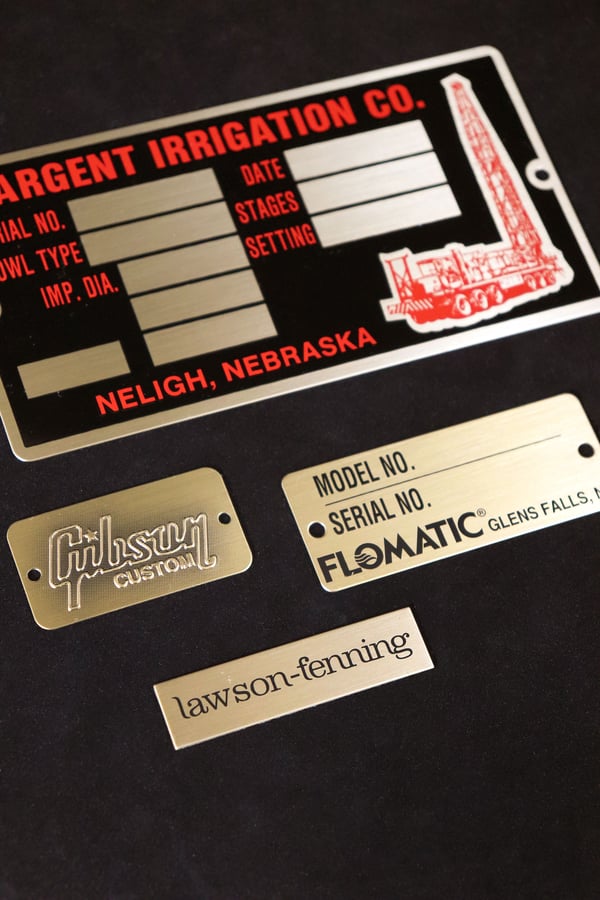 ARGENT IRRIGATION CO.
IAL NO.
OWL TYPE
IMP. DIA.
DATE
STAGES
SETTING
NELIGH, NEBRASKA
MODEL NO.
SERIAL NO.
FLOMATIC® GLENS FALLS, N
Gibson
CUSTOM
lawson-fenning